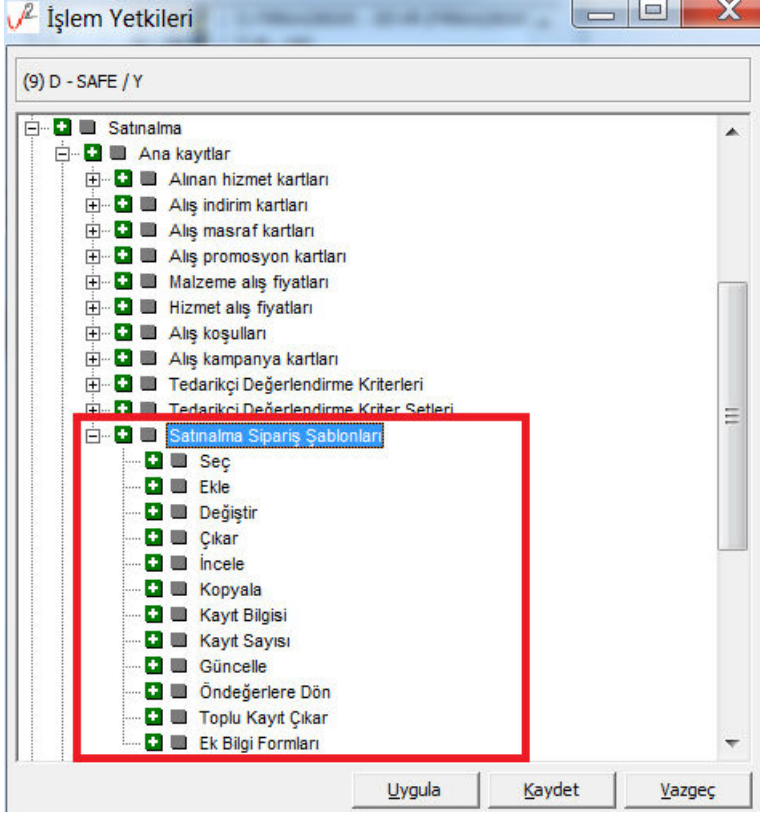 İşlem Yetkileri
(9) D - SAFE / Y
Satınalma
Ana kayıtlar
Alınan hizmet kartları
Alış indirim kartları
Alış masraf kartları
Alış promosyon kartları
Malzeme alış fiyatları
Hizmet alış fiyatları
Alış koşulları
Alış kampanya kartları
Tedarikçi Değerlendirme Kriterleri
Tedarikçi Değerlendirme Kriter Setleri
Satınalma Sipariş Şablonları
Seç
Ekle
Değiştir
Çıkar
İncele
Kopyala
Kayıt Bilgisi
Kayıt Sayısı
Güncelle
Öndeğerlere Dön
Toplu Kayıt Çıkar
Ek Bilgi Formları
Uygula Kaydet Vazgeç